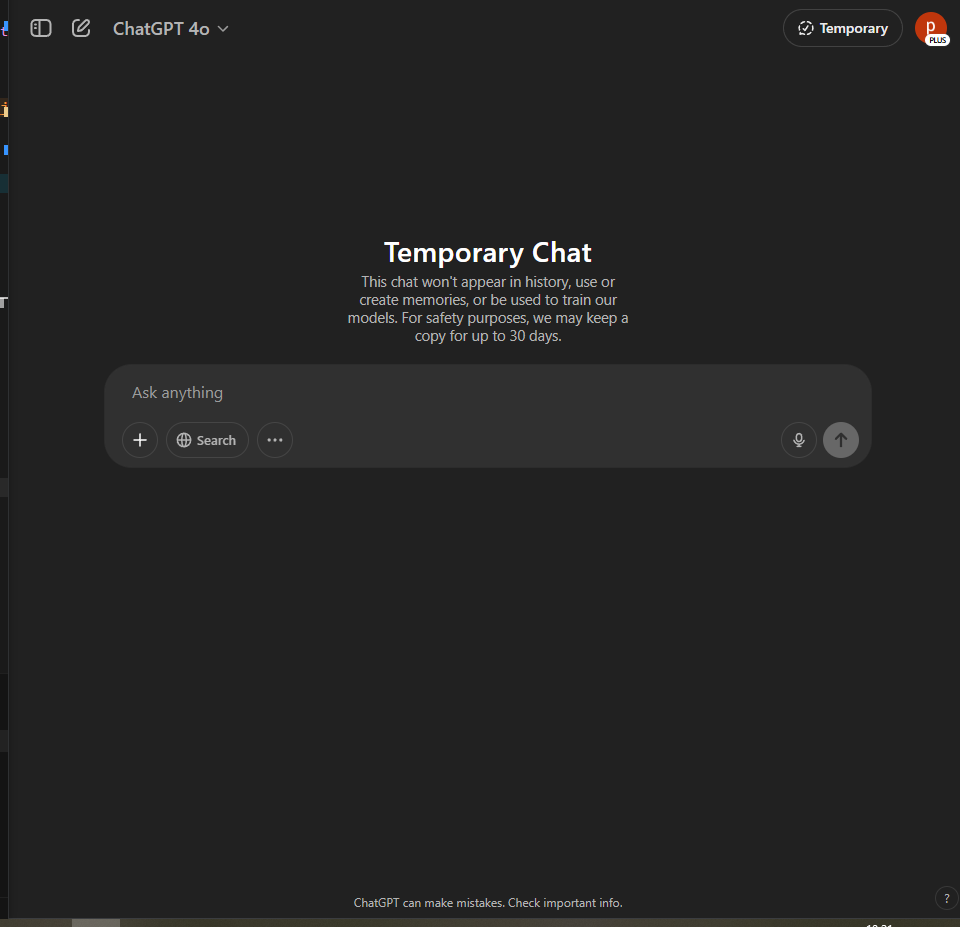 ChatGPT 4o
Temporary
p
PLUS
Temporary Chat
This chat won't appear in history, use or
create memories, or be used to train our
models. For safety purposes, we may keep a
copy for up to 30 days.
Ask anything
Search
ChatGPT can make mistakes. Check important info.
?